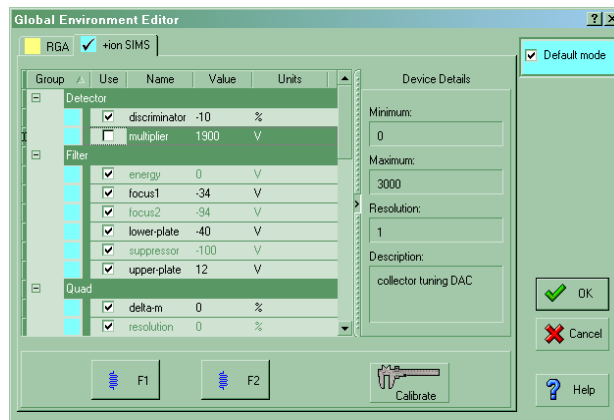 Global Environment Editor
RGA +ion SIMS
Default mode
Group Use Name Value Units
Device Details
Detector
discriminator -10 %
multiplier 1900 V
Filter
energy 0 V
focus1 -34 V
focus2 -94 V
lower-plate -40 V
suppressor -100 V
upper-plate 12 V
Quad
delta-m 0 %
resolution 0 %
Minimum:
0
Maximum:
3000
Resolution:
1
Description:
collector tuning DAC
OK
Cancel
Help
F1
F2
Calibrate